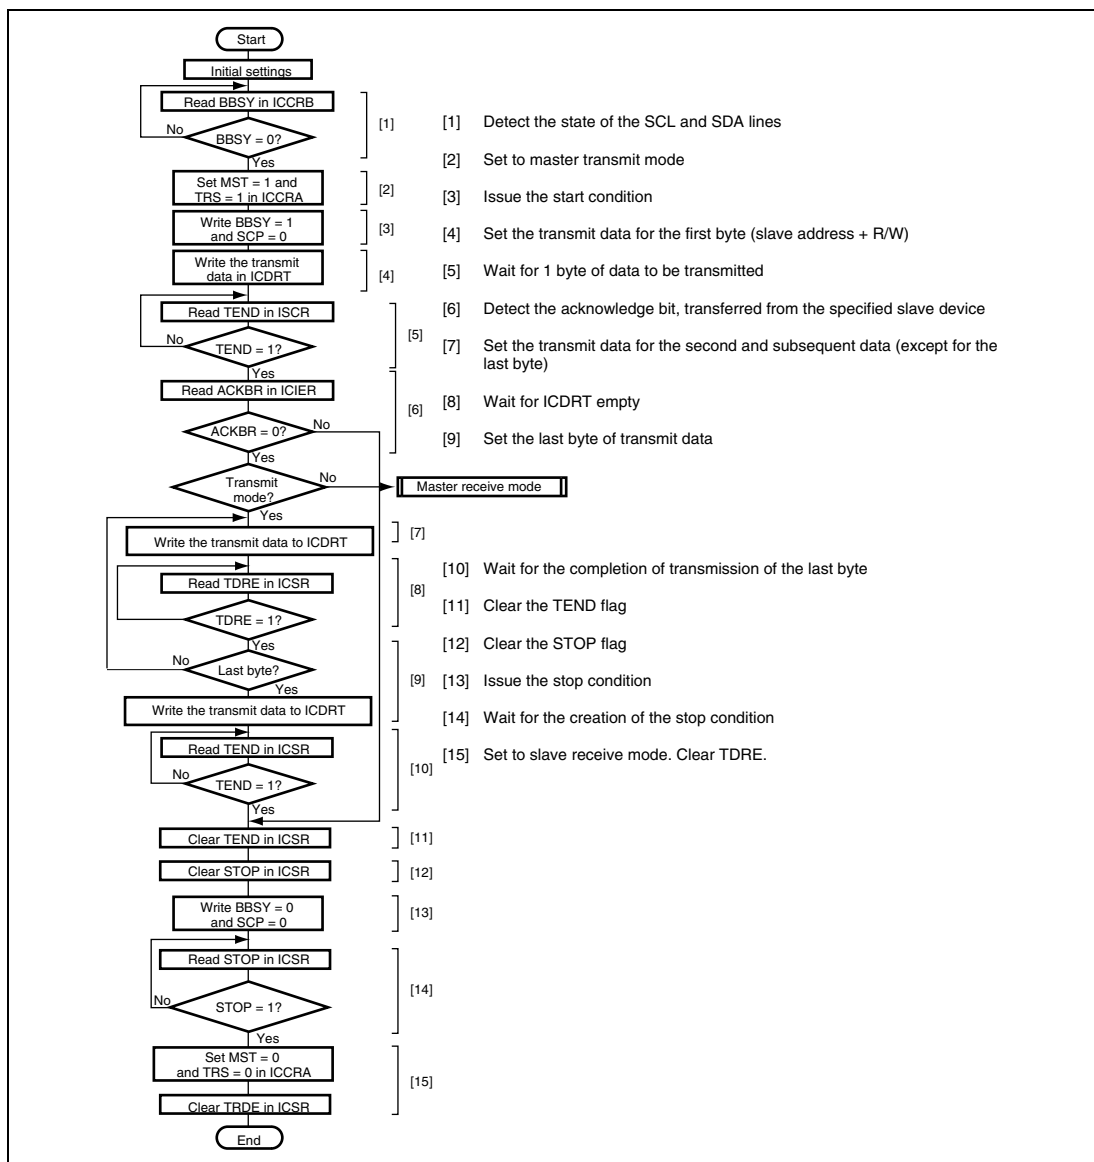 Start
Initial settings
Read BBSY in ICCRB
No
BBSY = 0?
Yes
[1]
Set MST = 1 and
TRS = 1 in ICCRA
[2]
Write BBSY = 1
and SCP = 0
[3]
Write the transmit
data in ICDRT
[4]
Read TEND in ISCR
No
TEND = 1?
Yes
[5]
Read ACKBR in ICIER
[6]
ACKBR = 0?
No
Yes
Transmit
mode?
No
Master receive mode
Yes
Write the transmit data to ICDRT
[7]
Read TDRE in ICSR
[8]
TDRE = 1?
Yes
No
Last byte?
Yes
[9]
Write the transmit data to ICDRT
Read TEND in ICSR
[10]
No
TEND = 1?
Yes
Clear TEND in ICSR
[11]
Clear STOP in ICSR
[12]
Write BBSY = 0
and SCP = 0
[13]
Read STOP in ICSR
[14]
No
STOP = 1?
Yes
Set MST = 0
and TRS = 0 in ICCRA
[15]
Clear TRDE in ICSR
End
[1] Detect the state of the SCL and SDA lines
[2] Set to master transmit mode
[3] Issue the start condition
[4] Set the transmit data for the first byte (slave address + R/W)
[5] Wait for 1 byte of data to be transmitted
[6] Detect the acknowledge bit, transferred from the specified slave device
[7] Set the transmit data for the second and subsequent data (except for the
last byte)
[8] Wait for ICDRT empty
[9] Set the last byte of transmit data
[10] Wait for the completion of transmission of the last byte
[11] Clear the TEND flag
[12] Clear the STOP flag
[13] Issue the stop condition
[14] Wait for the creation of the stop condition
[15] Set to slave receive mode. Clear TDRE.